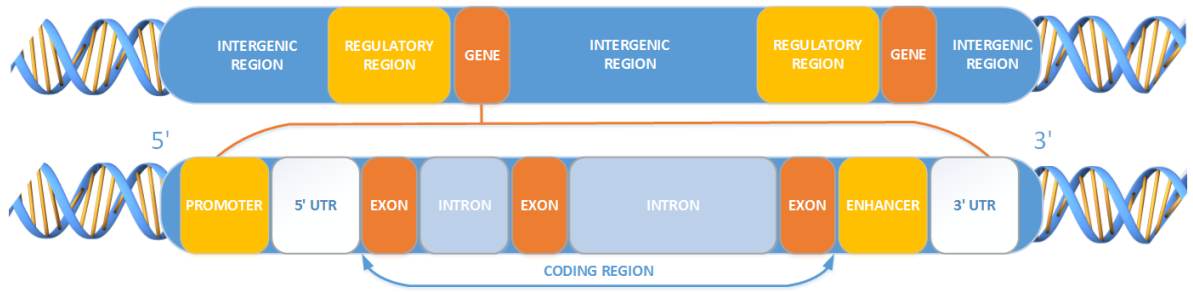 INTERGENIC
REGION
REGULATORY
REGION
GENE
INTERGENIC
REGION
REGULATORY
REGION
GENE
INTERGENIC
REGION
5'
3'
PROMOTER
5' UTR
EXON
INTRON
EXON
INTRON
EXON
ENHANCER
3' UTR
CODING REGION